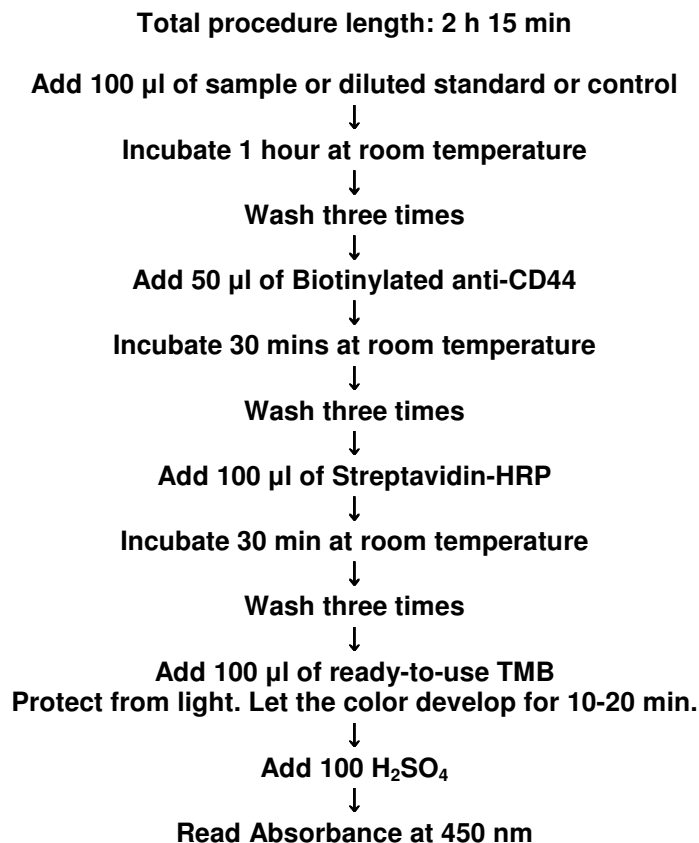 Total procedure length: 2 h 15 min
Add 100 µl of sample or diluted standard or control
↓
Incubate 1 hour at room temperature
↓
Wash three times
↓
Add 50 µl of Biotinylated anti-CD44
↓
Incubate 30 mins at room temperature
↓
Wash three times
↓
Add 100 µl of Streptavidin-HRP
↓
Incubate 30 min at room temperature
↓
Wash three times
↓
Add 100 µl of ready-to-use TMB
Protect from light. Let the color develop for 10-20 min.
↓
Add 100 H₂SO₄
↓
Read Absorbance at 450 nm